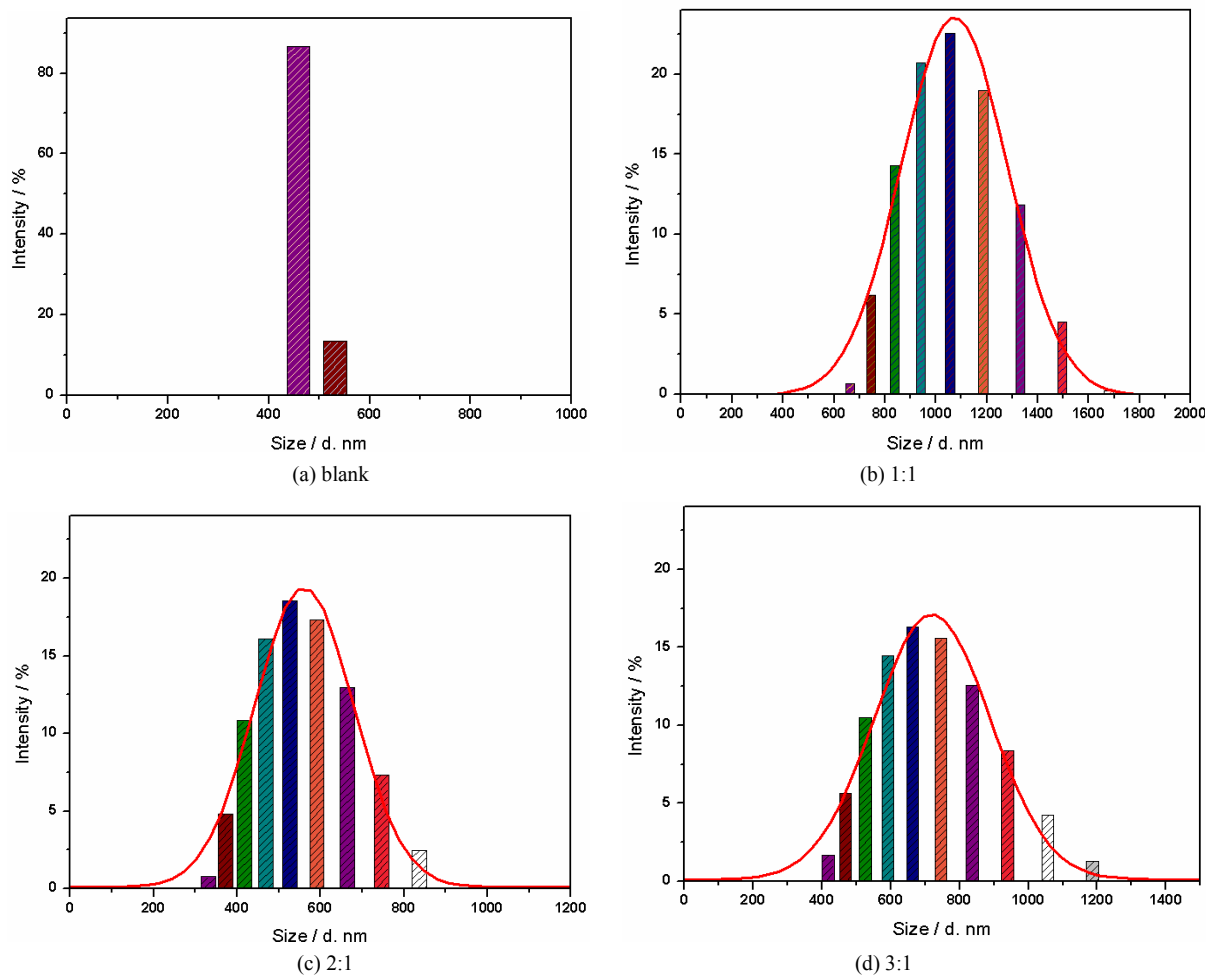 Intensity / %
80
60
40
20
0
0 200 400 600 800 1000
Size / d. nm
(a) blank
Intensity / %
20
15
10
5
0
0 200 400 600 800 1000 1200 1400 1600 1800 2000
Size / d. nm
(b) 1:1
Intensity / %
20
15
10
5
0
0 200 400 600 800 1000 1200
Size / d. nm
(c) 2:1
Intensity / %
20
15
10
5
0
0 200 400 600 800 1000 1200 1400
Size / d. nm
(d) 3:1